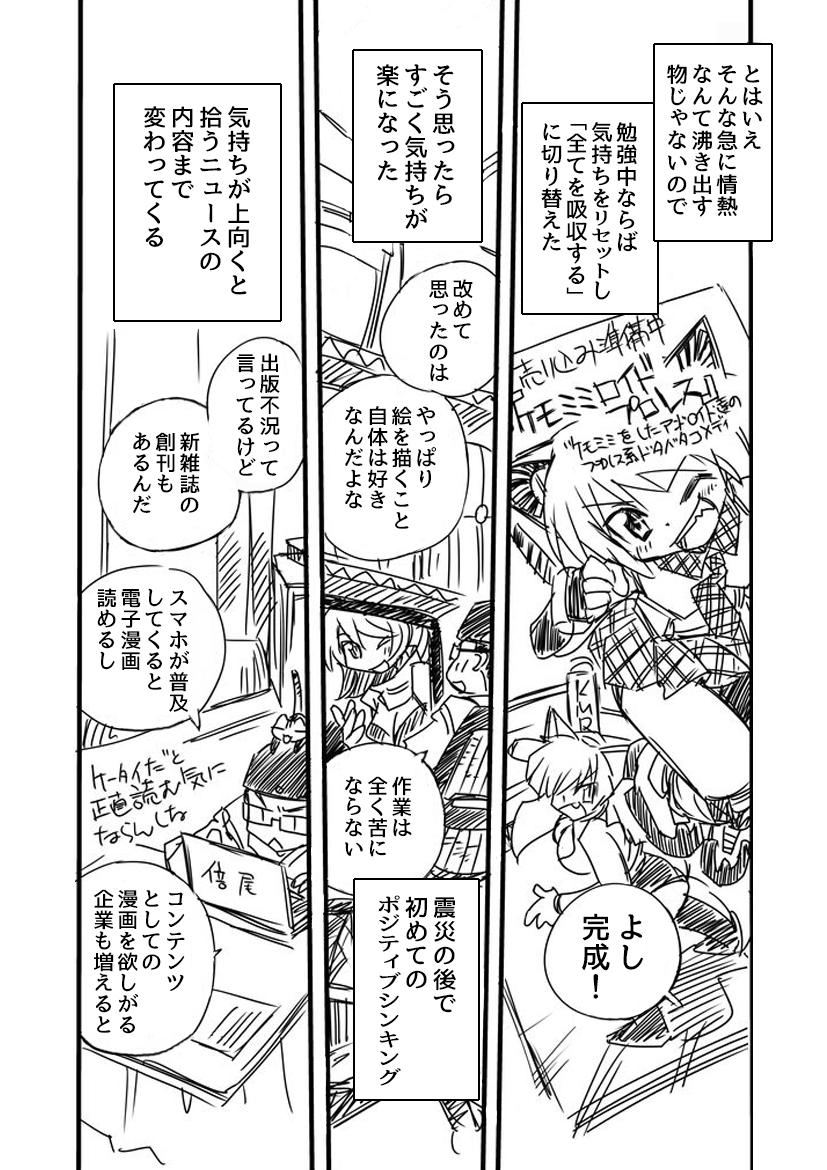 とはいえ
そんな急に情熱
なんて沸き出す
物じゃないので
勉強中ならば
気持ちをリセットし
「全てを吸収する」
に切り替えた
売り込み準備中
ケモミミロイド
プロレス!!
ケモミミをしたアンドロイド達の
プロレス系ドタバタコメディ
よし
完成!
そう思ったら
すごく気持ちが
楽になった
改めて
思ったのは
やっぱり
絵を描くこと
自体は好き
なんだよな
作業は
全く苦に
ならない
震災の後で
初めての
ポジティブシンキング
気持ちが上向くと
拾うニュースの
内容まで
変わってくる
出版不況って
言ってるけど
新雑誌の
創刊も
あるんだ
スマホが普及
してくると
電子漫画
読めるし
ケータイだと
正直読む気に
ならんしな
倍尾
コンテンツ
としての
漫画を欲しがる
企業も増えると